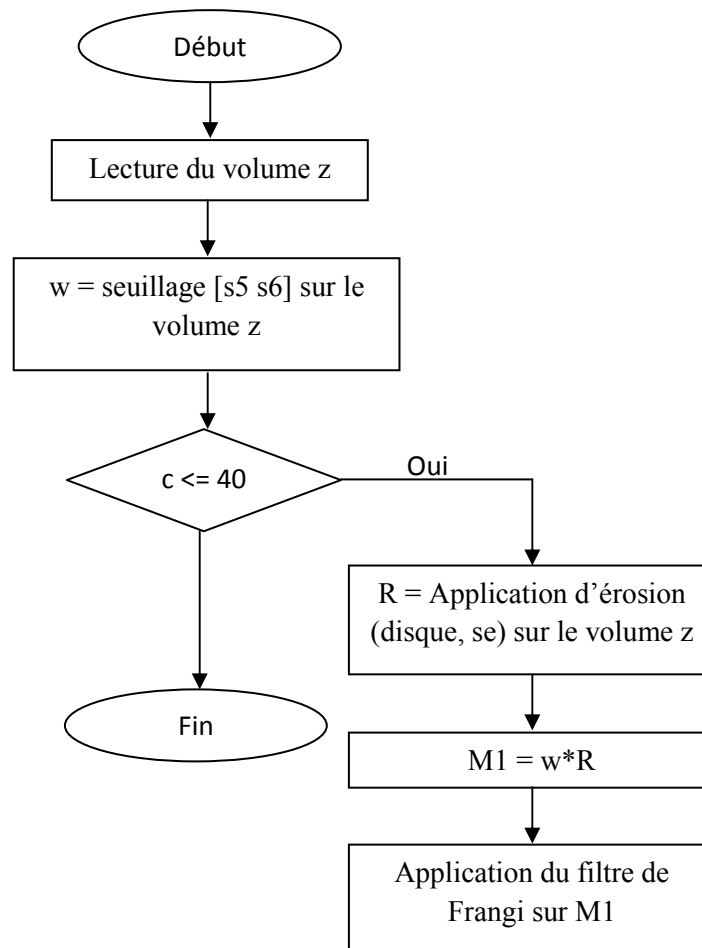 Début
Lecture du volume z
w = seuillage [s5 s6] sur le
volume z
c <= 40
Oui
R = Application d’érosion
(disque, se) sur le volume z
Fin
M1 = w*R
Application du filtre de
Frangi sur M1